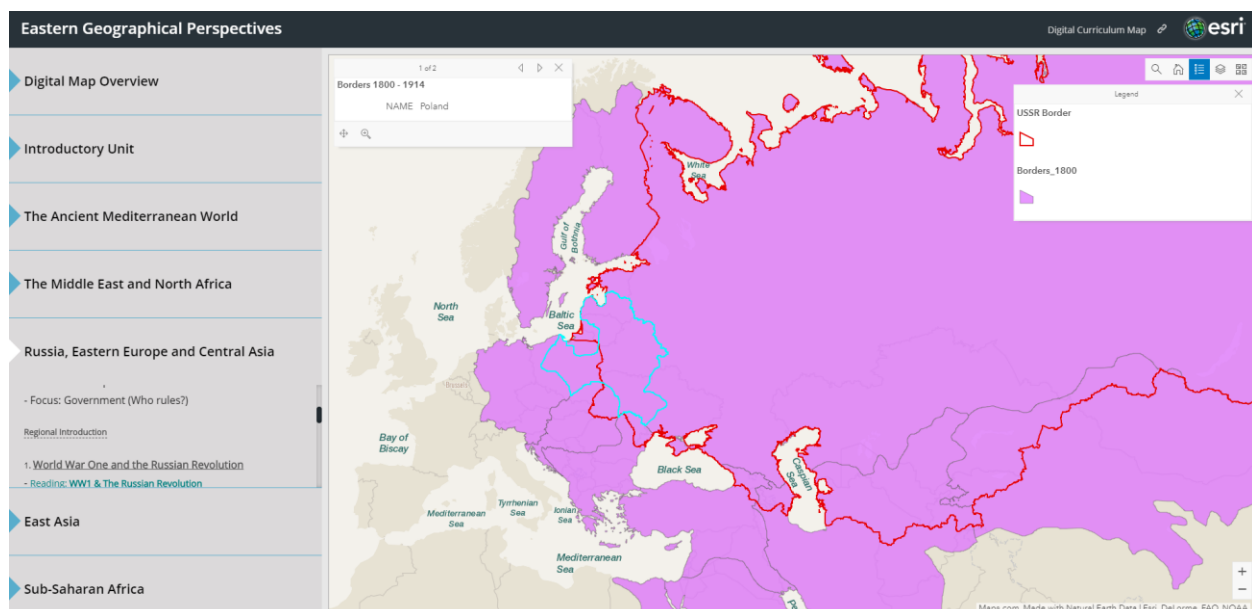 Eastern Geographical Perspectives
Digital Curriculum Map
esri
Digital Map Overview
Introductory Unit
The Ancient Mediterranean World
The Middle East and North Africa
Russia, Eastern Europe and Central Asia
- Focus: Government (Who rules?)
Regional Introduction
1. World War One and the Russian Revolution
- Reading: WW1 & The Russian Revolution
East Asia
Sub-Saharan Africa
1 of 2
Borders 1800 - 1914
NAME Poland
Legend
USSR Border
Borders_1800
White
Sea
Gulf of
Bothnia
North
Sea
Baltic
Sea
Bay of
Biscay
Black Sea
Caspian
Sea
Tyrrhenian
Sea
Ionian
Sea
Mediterranean
Sea
Mediterranean
Sea
Pe
+
−
Maps.com, Made with Natural Earth Data | Esri, DeLorme, FAO, NOAA